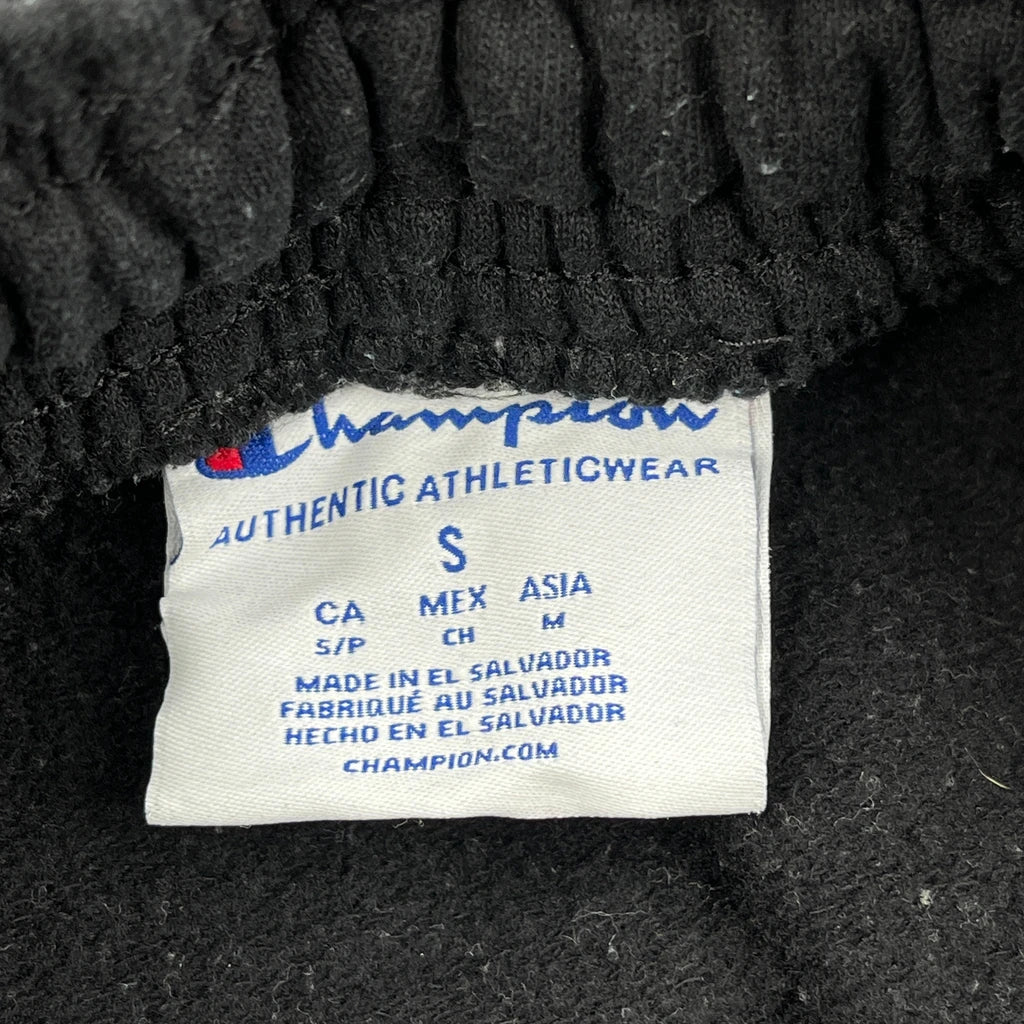 Champion
AUTHENTIC ATHLETICWEAR
S
CA MEX ASIA
S/P CH M
MADE IN EL SALVADOR
FABRIQUÉ AU SALVADOR
HECHO EN EL SALVADOR
CHAMPION.COM